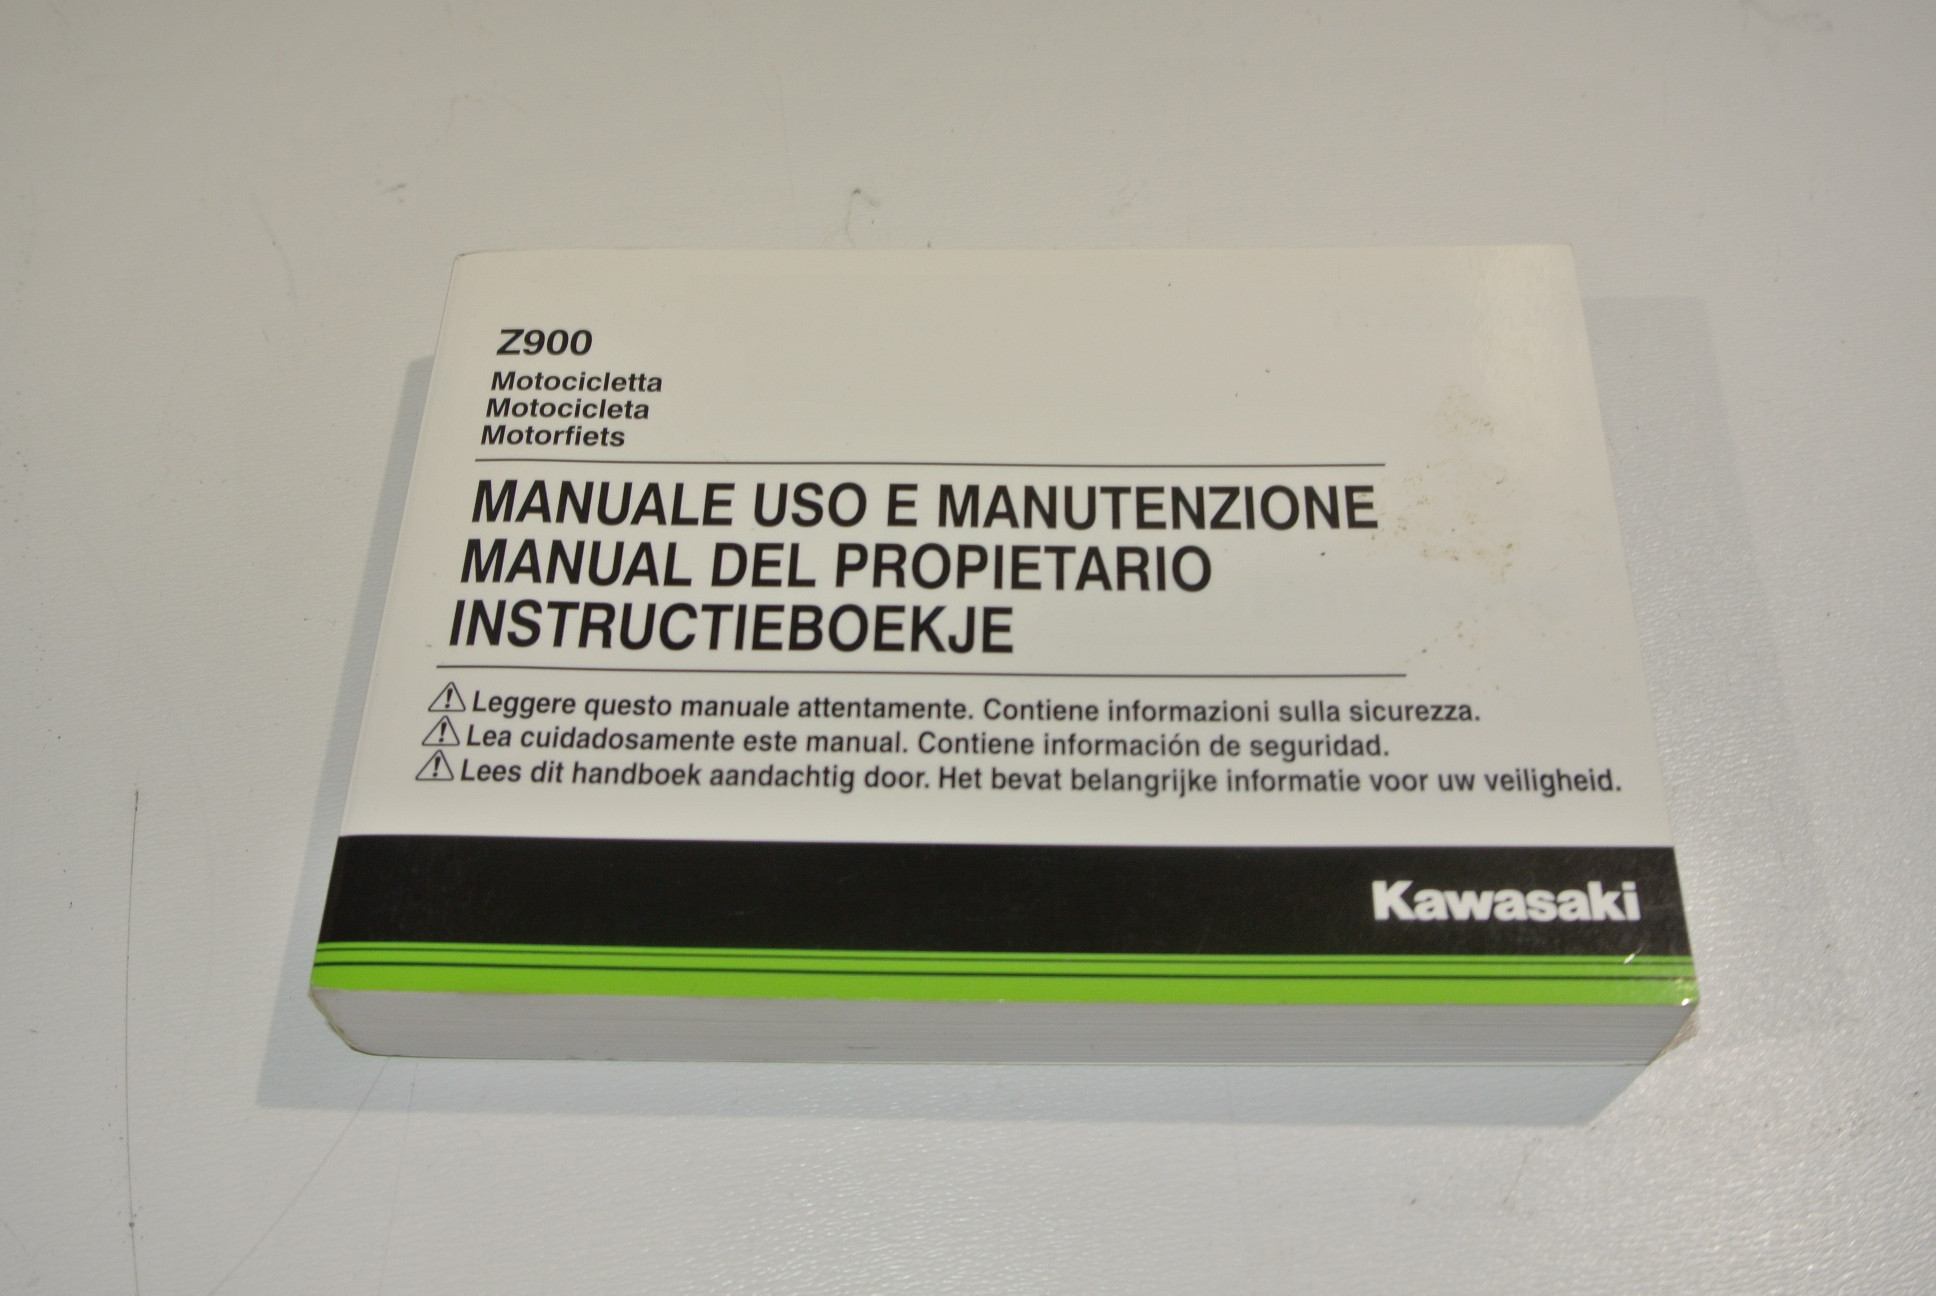 Z900
Motocicletta
Motocicleta
Motorfiets
MANUALE USO E MANUTENZIONE
MANUAL DEL PROPIETARIO
INSTRUCTIEBOEKJE
Leggere questo manuale attentamente. Contiene informazioni sulla sicurezza.
Lea cuidadosamente este manual. Contiene información de seguridad.
Lees dit handboek aandachtig door. Het bevat belangrijke informatie voor uw veiligheid.
Kawasaki